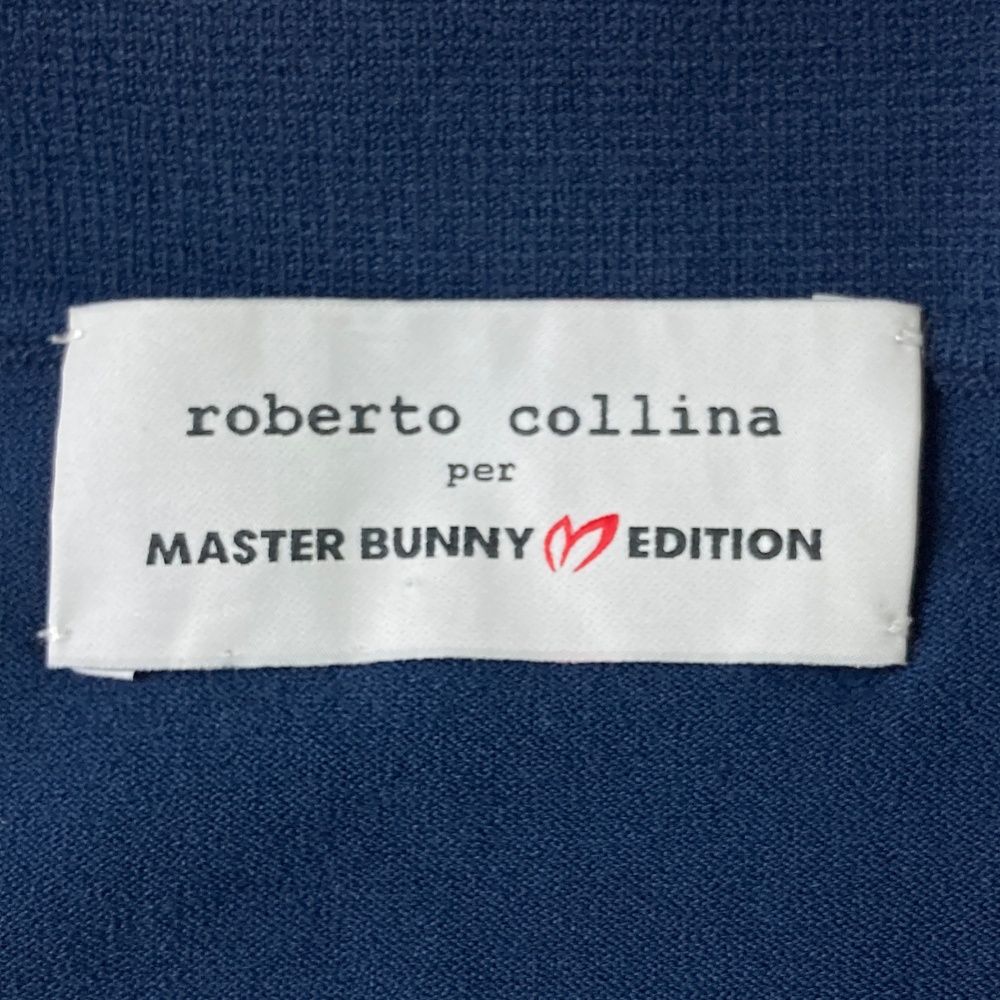 roberto collina
per
MASTER BUNNY EDITION